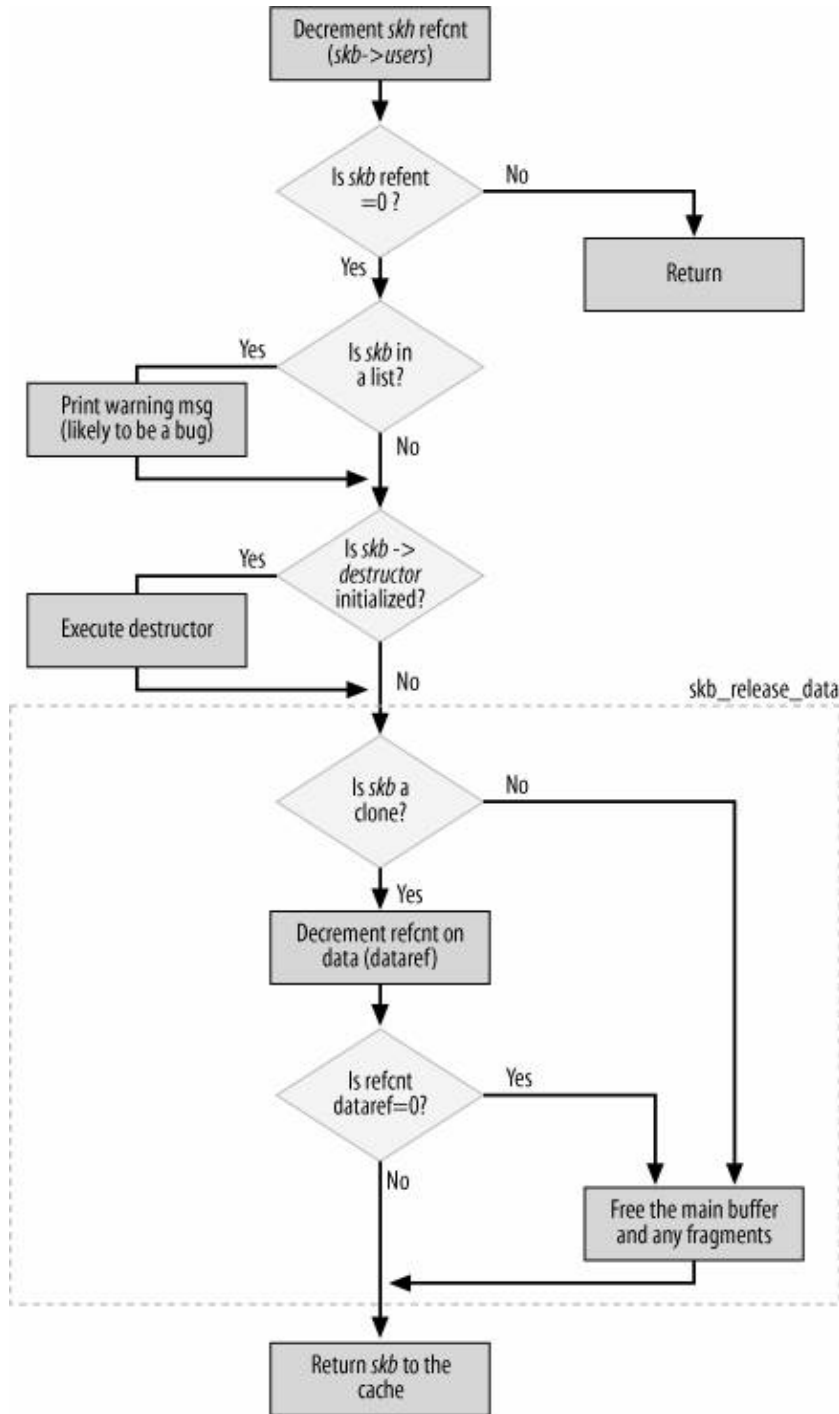 Decrement skh refcnt
(skb->users)
Is skb refent
=0 ?
No
Return
Yes
Is skb in
a list?
Yes
Print warning msg
(likely to be a bug)
No
Is skb ->
destructor
initialized?
Yes
Execute destructor
No
skb_release_data
Is skb a
clone?
No
Yes
Decrement refcnt on
data (dataref)
Is refcnt
dataref=0?
Yes
No
Free the main buffer
and any fragments
Return skb to the
cache